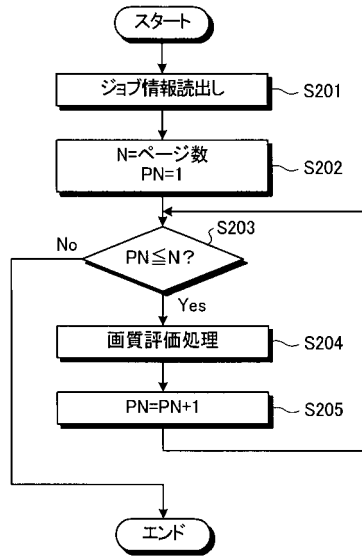 スタート
ジョブ情報読出し
S201
N=ページ数
PN=1
S202
S203
PN≦N?
No
Yes
画質評価処理
S204
PN=PN+1
S205
エンド